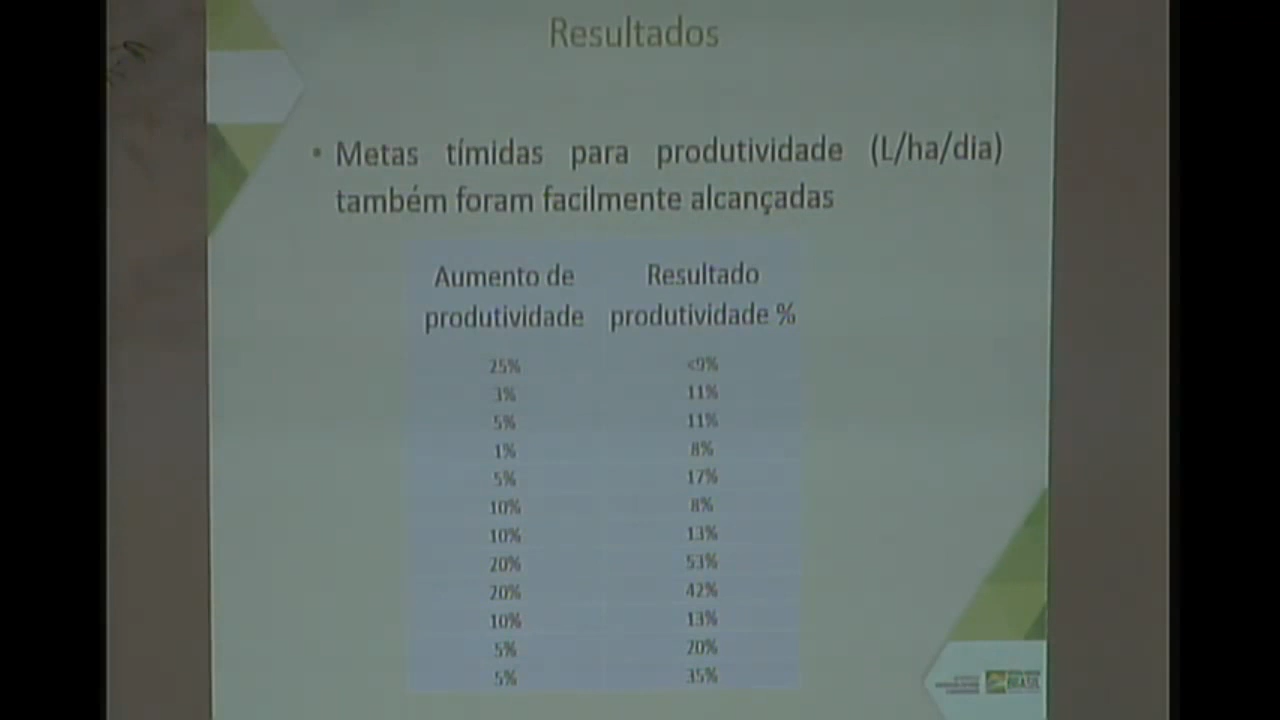 Resultados
• Metas tímidas para produtividade (L/ha/dia)
também foram facilmente alcançadas
Aumento de produtividade Resultado produtividade %
25% <9%
3% 11%
5% 11%
1% 8%
5% 17%
10% 8%
10% 13%
20% 53%
20% 42%
10% 13%
5% 20%
5% 35%
BRASIL